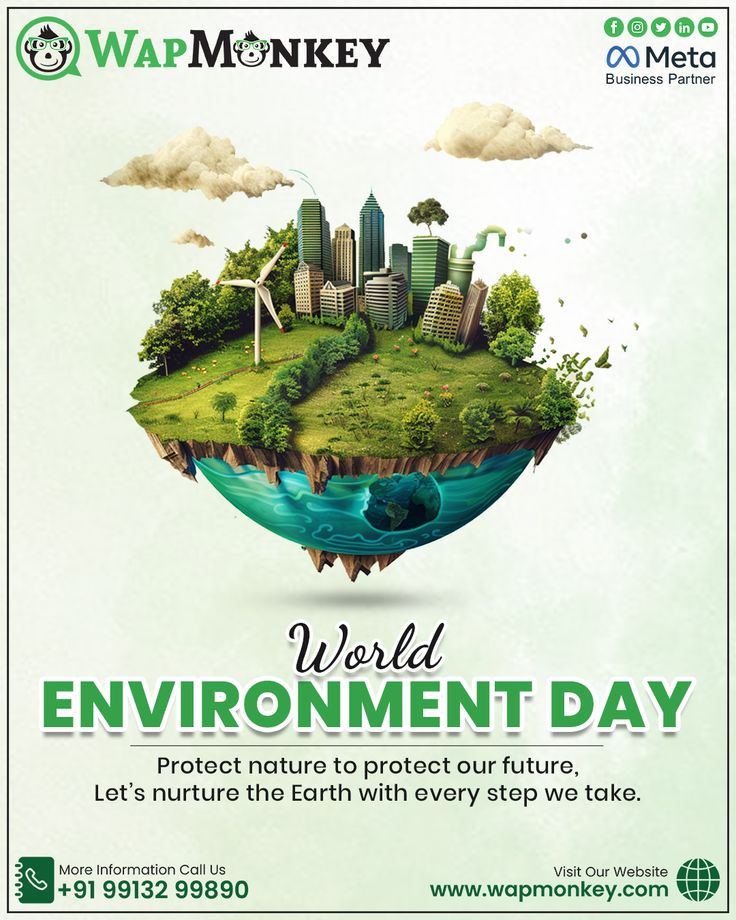 WAPMONKEY
Meta
Business Partner
World
ENVIRONMENT DAY
Protect nature to protect our future,
Let's nurture the Earth with every step we take.
More Information Call Us
+91 99132 99890
Visit Our Website
www.wapmonkey.com